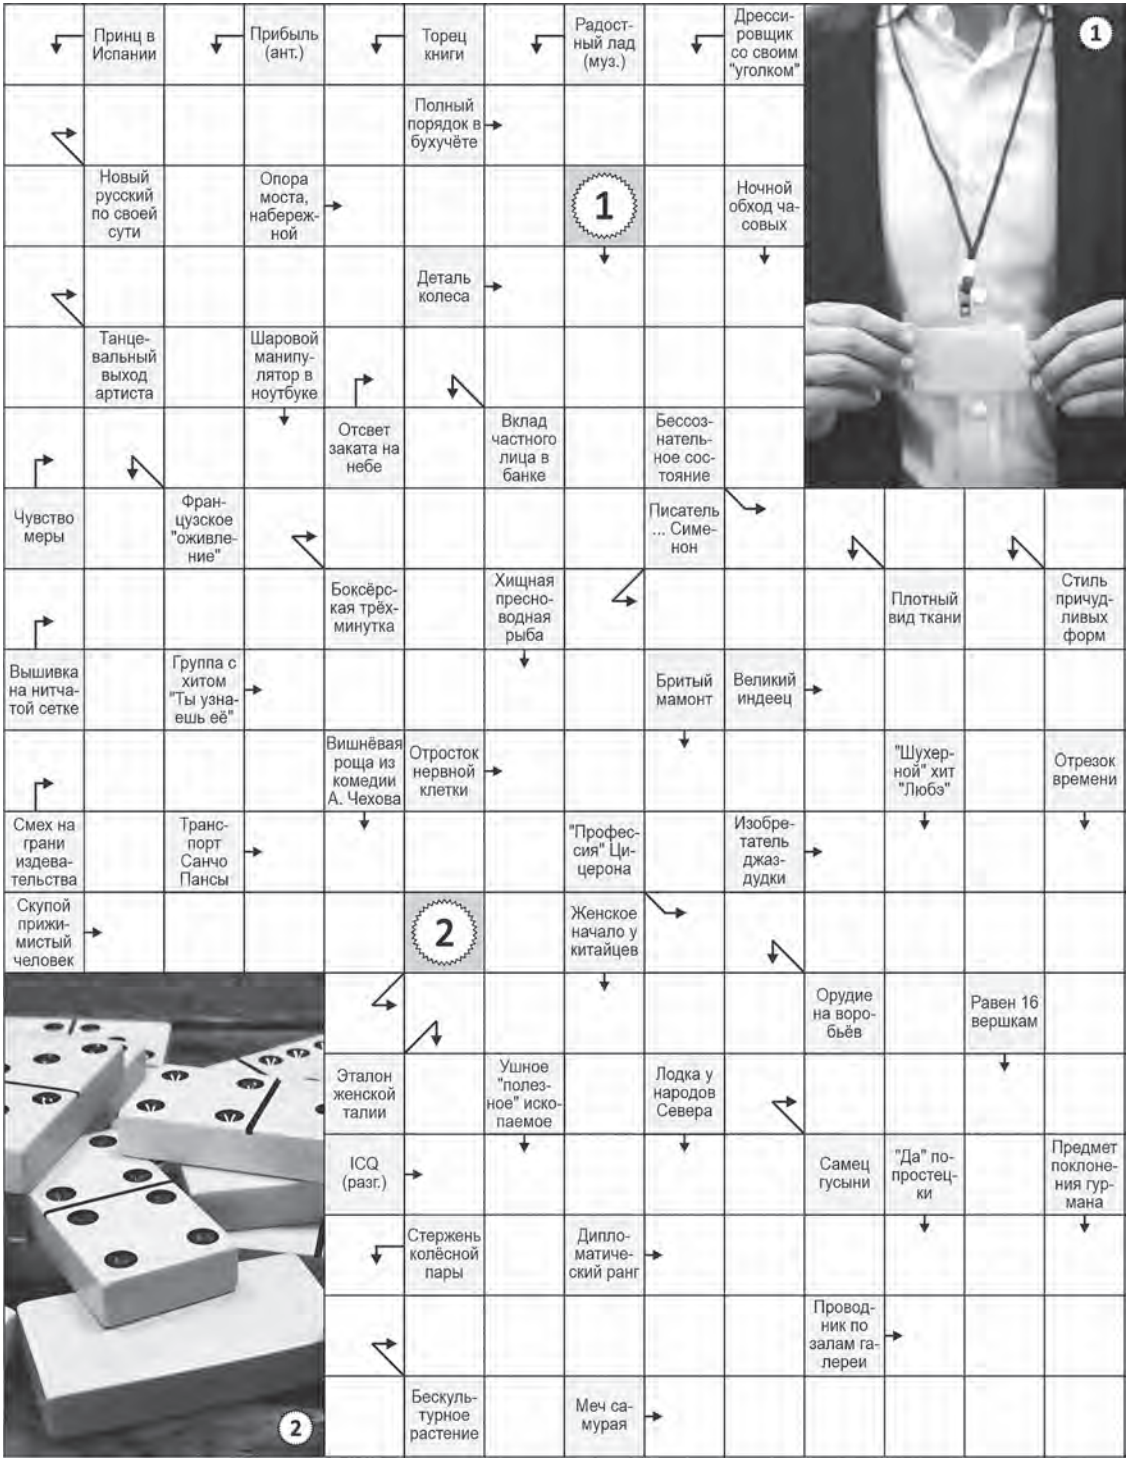 Принц в
Испании
Прибыль
(ант.)
Торец
книги
Радост-
ный лад
(муз.)
Дресси-
ровщик
со своим
"уголком"
1
Полный
порядок в
бухучёте
Новый
русский
по своей
сути
Опора
моста,
набереж-
ной
1
Ночной
обход ча-
совых
Деталь
колеса
Танце-
вальный
выход
артиста
Шаровой
манипу-
лятор в
ноутбуке
Отсвет
заката на
небе
Вклад
частного
лица в
банке
Бессоз-
натель-
ное сос-
тояние
Чувство
меры
Фран-
цузское
"оживле-
ние"
Писатель
... Симе-
нон
Боксёр-
ская трёх-
минутка
Хищная
пресно-
водная
рыба
Плотный
вид ткани
Стиль
причуд-
ливых
форм
Вышивка
на нитча-
той сетке
Группа с
хитом
"Ты узна-
ешь её"
Бритый
мамонт
Великий
индеец
Вишнёвая
роща из
комедии
А. Чехова
Отросток
нервной
клетки
"Шухер-
ной" хит
"Любэ"
Отрезок
времени
Смех на
грани
издева-
тельства
Транс-
порт
Санчо
Пансы
"Профес-
сия" Ци-
церона
Изобре-
татель
джаз-
дудки
Скупой
прижи-
мистый
человек
2
Женское
начало у
китайцев
Орудие
на воро-
бьёв
Равен 16
вершкам
Эталон
женской
талии
Ушное
"полез-
ное" иско-
паемое
Лодка у
народов
Севера
ICQ
(разг.)
Самец
гусыни
"Да" по-
простец-
ки
Предмет
поклоне-
ния гур-
мана
Стержень
колёсной
пары
Дипло-
матиче-
ский ранг
Провод-
ник по
залам га-
лереи
2
Бескуль-
турное
растение
Меч са-
мурая